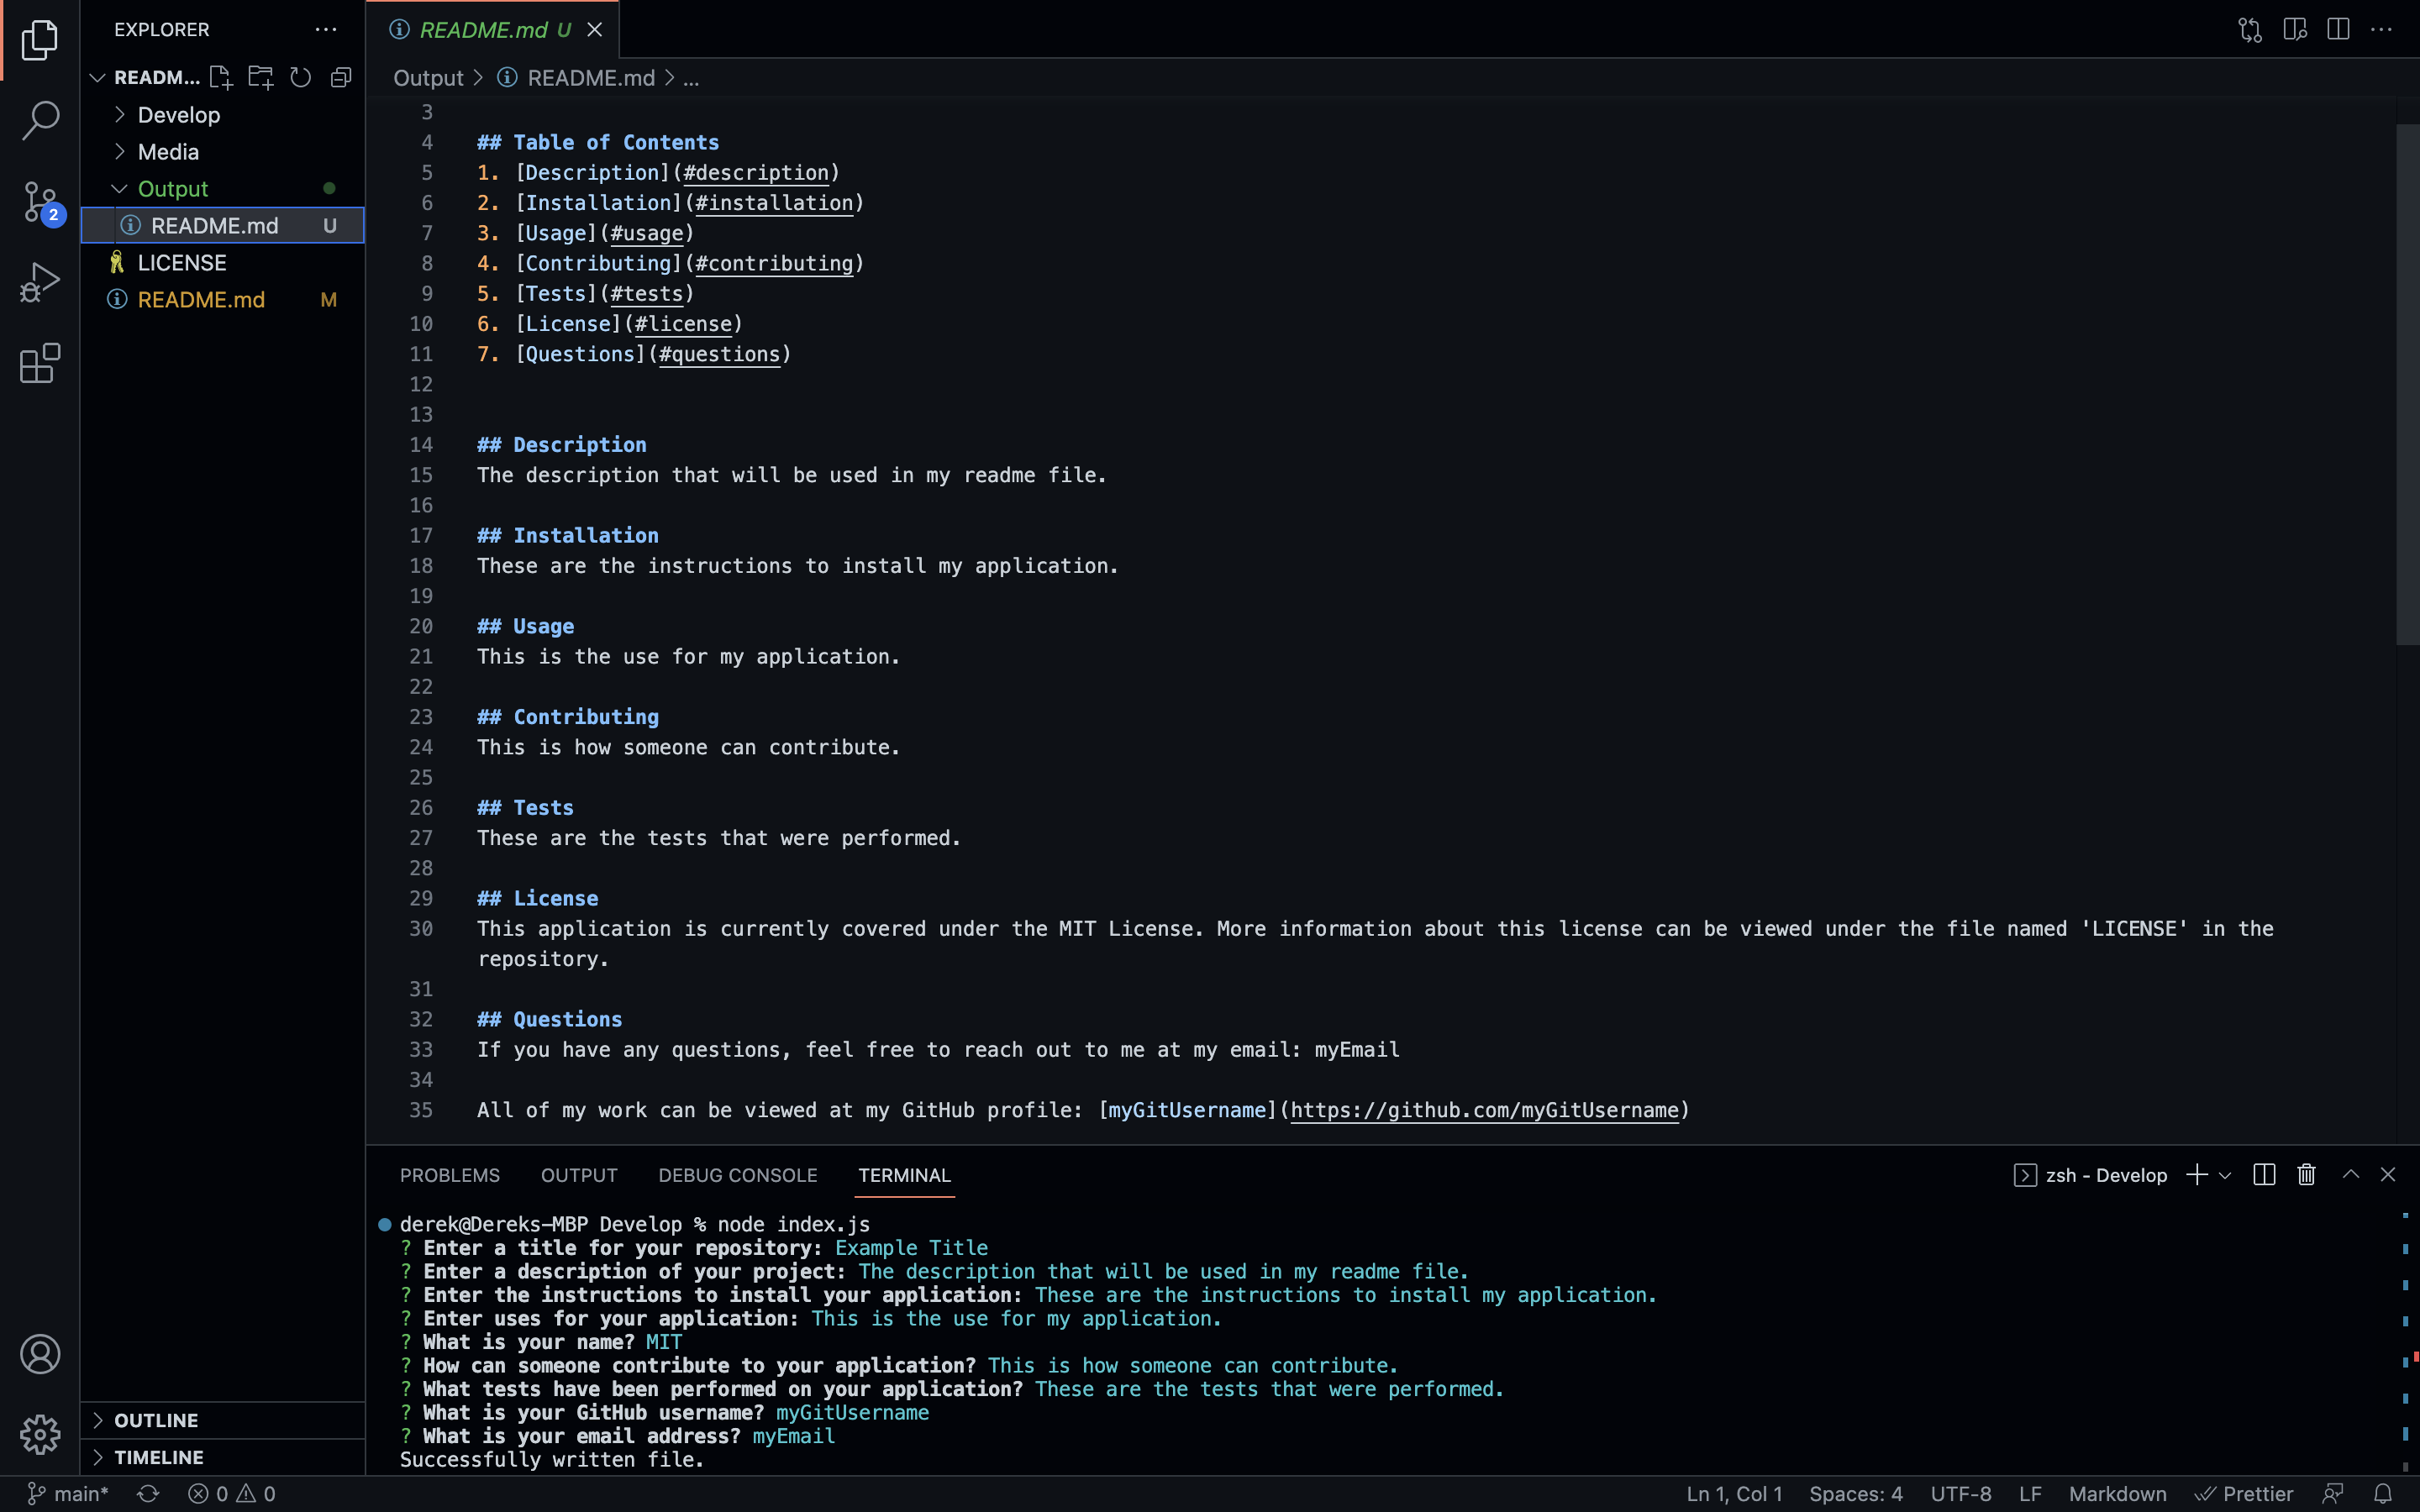 EXPLORER
README.md U
READM...
Output > README.md > ...
Develop
Media
Output
README.md U
LICENSE
README.md M
2
3
4 ## Table of Contents
5 1. [Description](#description)
6 2. [Installation](#installation)
7 3. [Usage](#usage)
8 4. [Contributing](#contributing)
9 5. [Tests](#tests)
10 6. [License](#license)
11 7. [Questions](#questions)
12
13
14 ## Description
15 The description that will be used in my readme file.
16
17 ## Installation
18 These are the instructions to install my application.
19
20 ## Usage
21 This is the use for my application.
22
23 ## Contributing
24 This is how someone can contribute.
25
26 ## Tests
27 These are the tests that were performed.
28
29 ## License
30 This application is currently covered under the MIT License. More information about this license can be viewed under the file named 'LICENSE' in the
repository.
31
32 ## Questions
33 If you have any questions, feel free to reach out to me at my email: myEmail
34
35 All of my work can be viewed at my GitHub profile: [myGitUsername](https://github.com/myGitUsername)
PROBLEMS OUTPUT DEBUG CONSOLE TERMINAL zsh - Develop
derek@Dereks-MBP Develop % node index.js
? Enter a title for your repository: Example Title
? Enter a description of your project: The description that will be used in my readme file.
? Enter the instructions to install your application: These are the instructions to install my application.
? Enter uses for your application: This is the use for my application.
? What is your name? MIT
? How can someone contribute to your application? This is how someone can contribute.
? What tests have been performed on your application? These are the tests that were performed.
? What is your GitHub username? myGitUsername
? What is your email address? myEmail
Successfully written file.
OUTLINE
TIMELINE
main* 0 0 Ln 1, Col 1 Spaces: 4 UTF-8 LF Markdown Prettier